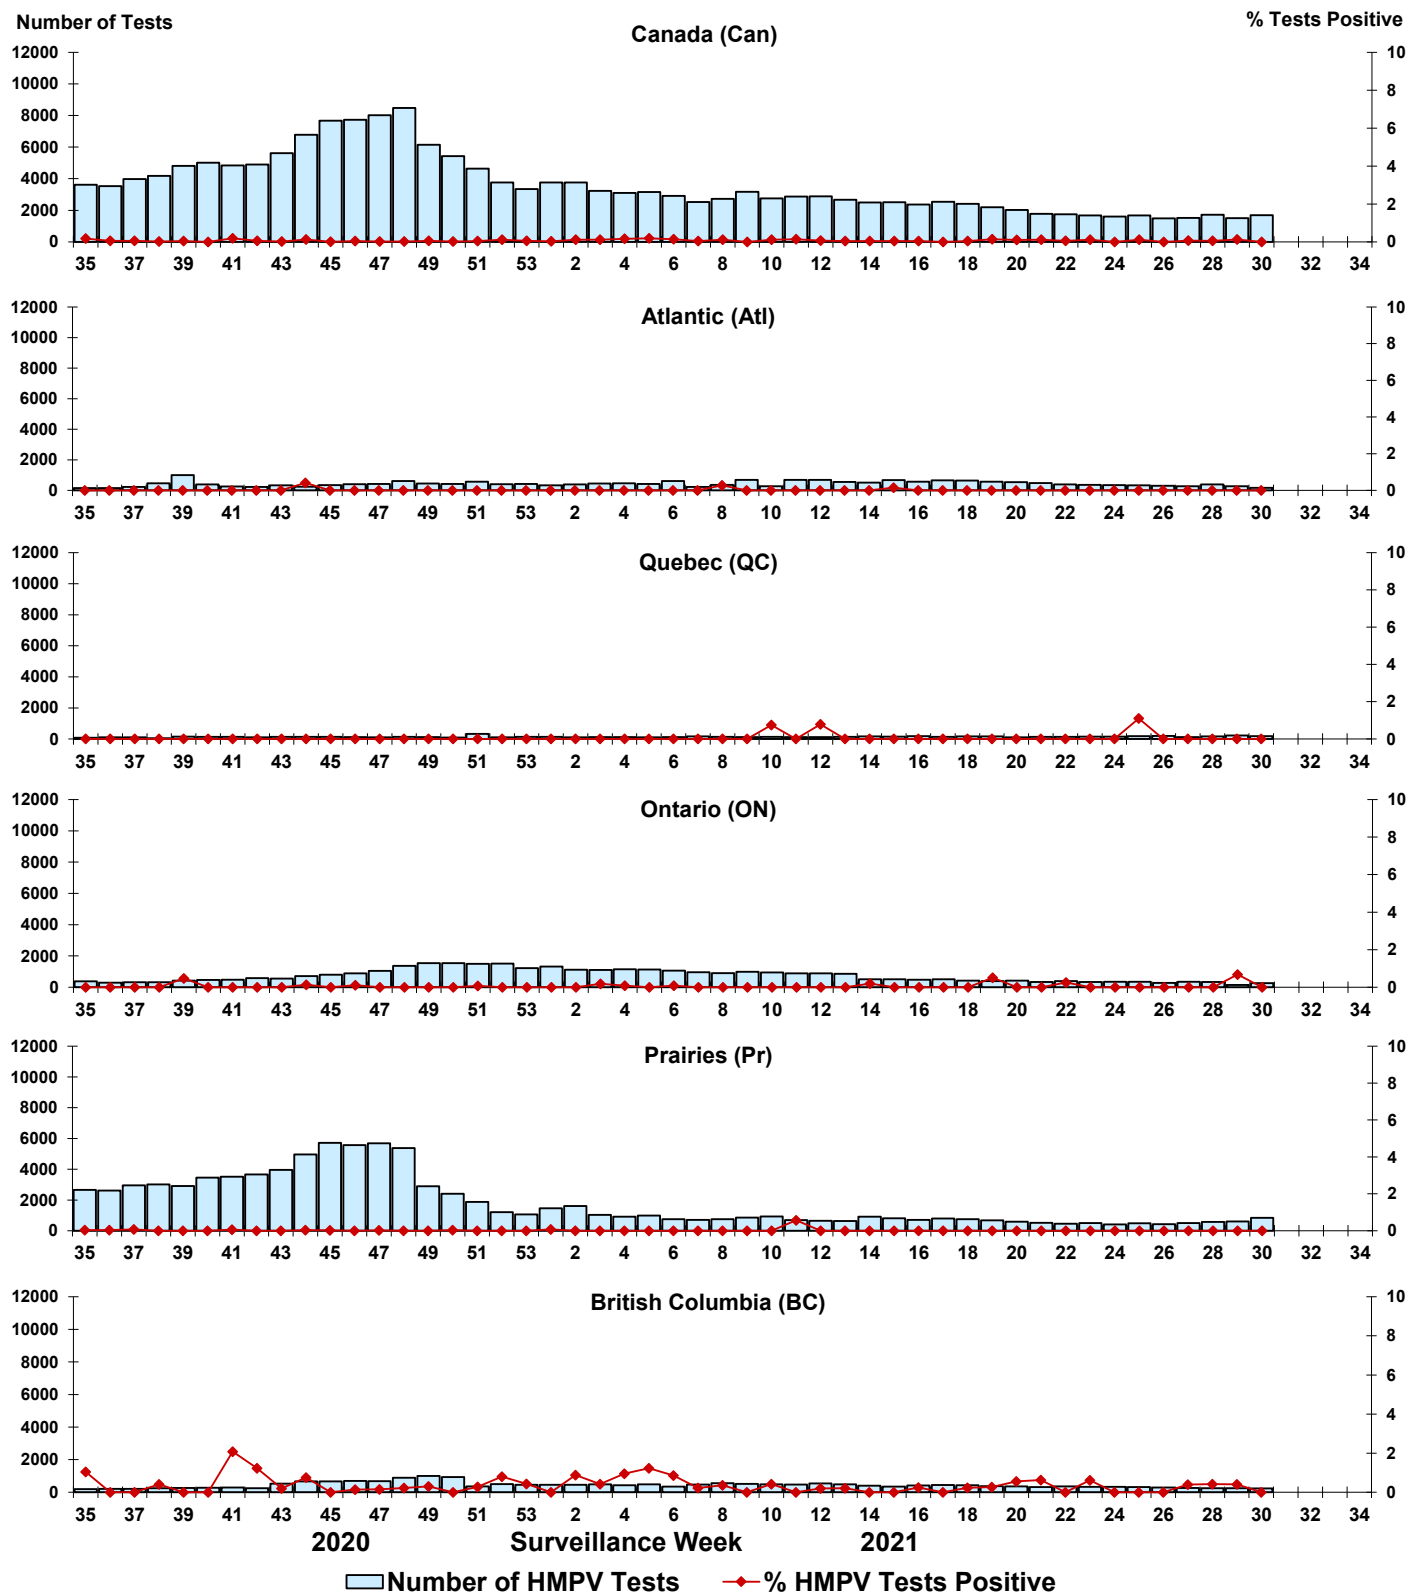 Number of Tests
% Tests Positive
Canada (Can)
12000 10
10000
8000 8
6000 6
4000 4
2000 2
0 0
35 37 39 41 43 45 47 49 51 53 2 4 6 8 10 12 14 16 18 20 22 24 26 28 30 32 34
Atlantic (Atl)
12000 10
10000
8000 8
6000 6
4000 4
2000 2
0 0
35 37 39 41 43 45 47 49 51 53 2 4 6 8 10 12 14 16 18 20 22 24 26 28 30 32 34
Quebec (QC)
12000 10
10000
8000 8
6000 6
4000 4
2000 2
0 0
35 37 39 41 43 45 47 49 51 53 2 4 6 8 10 12 14 16 18 20 22 24 26 28 30 32 34
Ontario (ON)
12000 10
10000
8000 8
6000 6
4000 4
2000 2
0 0
35 37 39 41 43 45 47 49 51 53 2 4 6 8 10 12 14 16 18 20 22 24 26 28 30 32 34
Prairies (Pr)
12000 10
10000
8000 8
6000 6
4000 4
2000 2
0 0
35 37 39 41 43 45 47 49 51 53 2 4 6 8 10 12 14 16 18 20 22 24 26 28 30 32 34
British Columbia (BC)
12000 10
10000
8000 8
6000 6
4000 4
2000 2
0 0
35 37 39 41 43 45 47 49 51 53 2 4 6 8 10 12 14 16 18 20 22 24 26 28 30 32 34
2020 Surveillance Week 2021
Number of HMPV Tests % HMPV Tests Positive